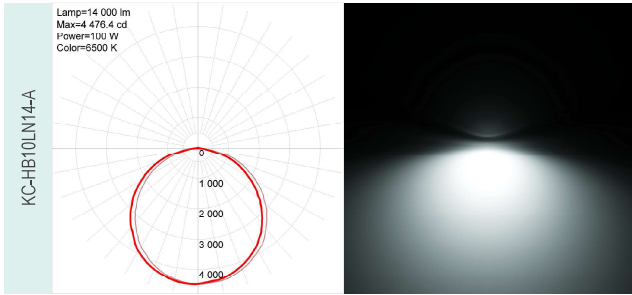 KC-HB10LN14-A
Lamp=14 000 lm
Max=4 476.4 cd
Power=100 W
Color=6500 K
0
1 000
2 000
3 000
4 000